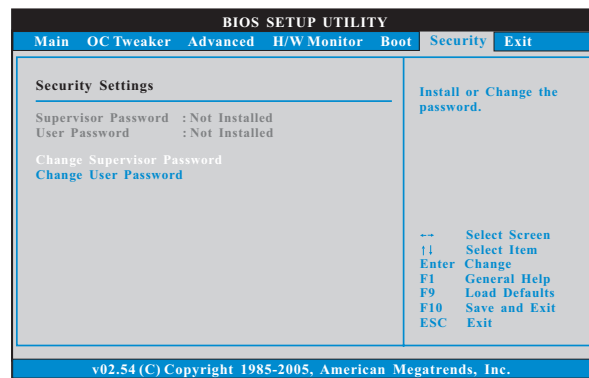 BIOS SETUP UTILITY
Main OC Tweaker Advanced H/W Monitor Boot Security Exit
Security Settings
Supervisor Password : Not Installed
User Password : Not Installed
Change Supervisor Password
Change User Password
Install or Change the
password.
←→ Select Screen
↑↓ Select Item
Enter Change
F1 General Help
F9 Load Defaults
F10 Save and Exit
ESC Exit
v02.54 (C) Copyright 1985-2005, American Megatrends, Inc.